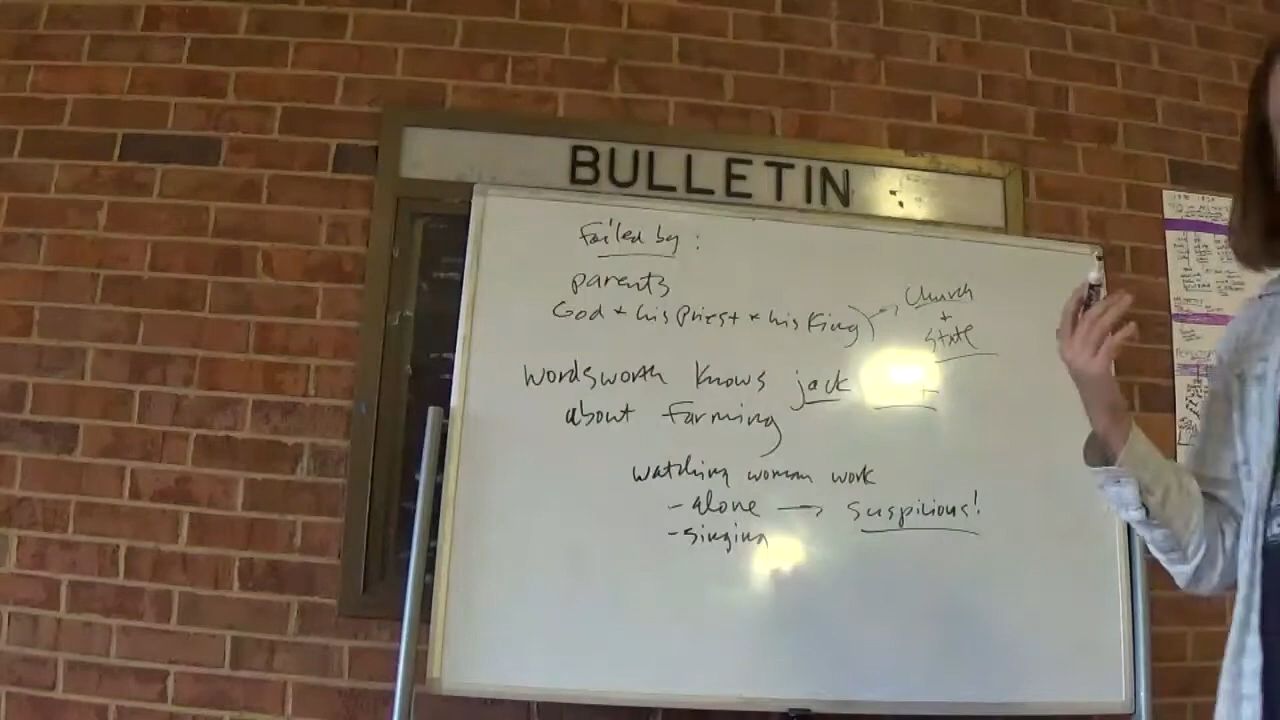 BULLETIN
Failed by:
parents
God + his Priest + his King) → Church
+
State
Wordsworth knows jack
about farming
watching woman work
- alone → suspicious!
- singing